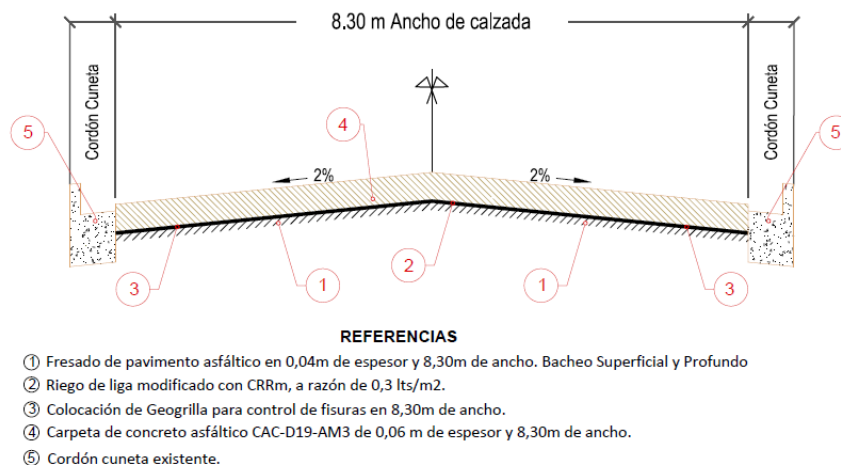 8.30 m Ancho de calzada
Cordón Cuneta
Cordón Cuneta
5
4
5
2%
2%
3
1
2
1
3
REFERENCIAS
1 Fresado de pavimento asfáltico en 0,04m de espesor y 8,30m de ancho. Bacheo Superficial y Profundo
2 Riego de liga modificado con CRRm, a razón de 0,3 lts/m2.
3 Colocación de Geogrilla para control de fisuras en 8,30m de ancho.
4 Carpeta de concreto asfáltico CAC-D19-AM3 de 0,06 m de espesor y 8,30m de ancho.
5 Cordón cuneta existente.